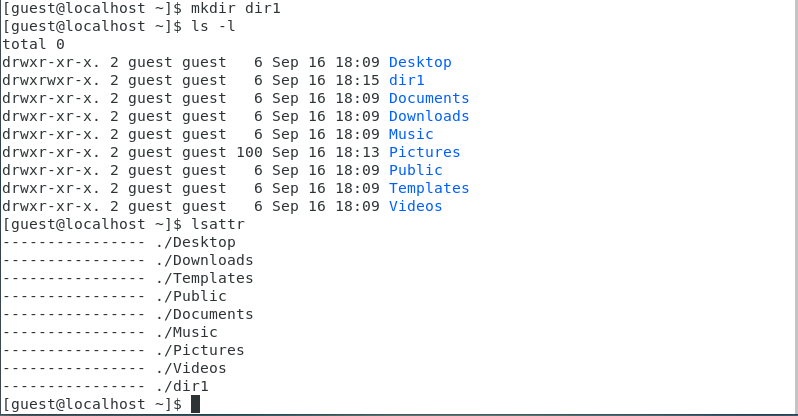 [guest@localhost ~]$ mkdir dir1
[guest@localhost ~]$ ls -l
total 0
drwxr-xr-x. 2 guest guest   6 Sep 16 18:09 Desktop
drwxrwxr-x. 2 guest guest   6 Sep 16 18:15 dir1
drwxr-xr-x. 2 guest guest   6 Sep 16 18:09 Documents
drwxr-xr-x. 2 guest guest   6 Sep 16 18:09 Downloads
drwxr-xr-x. 2 guest guest   6 Sep 16 18:09 Music
drwxr-xr-x. 2 guest guest 100 Sep 16 18:13 Pictures
drwxr-xr-x. 2 guest guest   6 Sep 16 18:09 Public
drwxr-xr-x. 2 guest guest   6 Sep 16 18:09 Templates
drwxr-xr-x. 2 guest guest   6 Sep 16 18:09 Videos
[guest@localhost ~]$ lsattr
---------------- ./Desktop
---------------- ./Downloads
---------------- ./Templates
---------------- ./Public
---------------- ./Documents
---------------- ./Music
---------------- ./Pictures
---------------- ./Videos
---------------- ./dir1
[guest@localhost ~]$